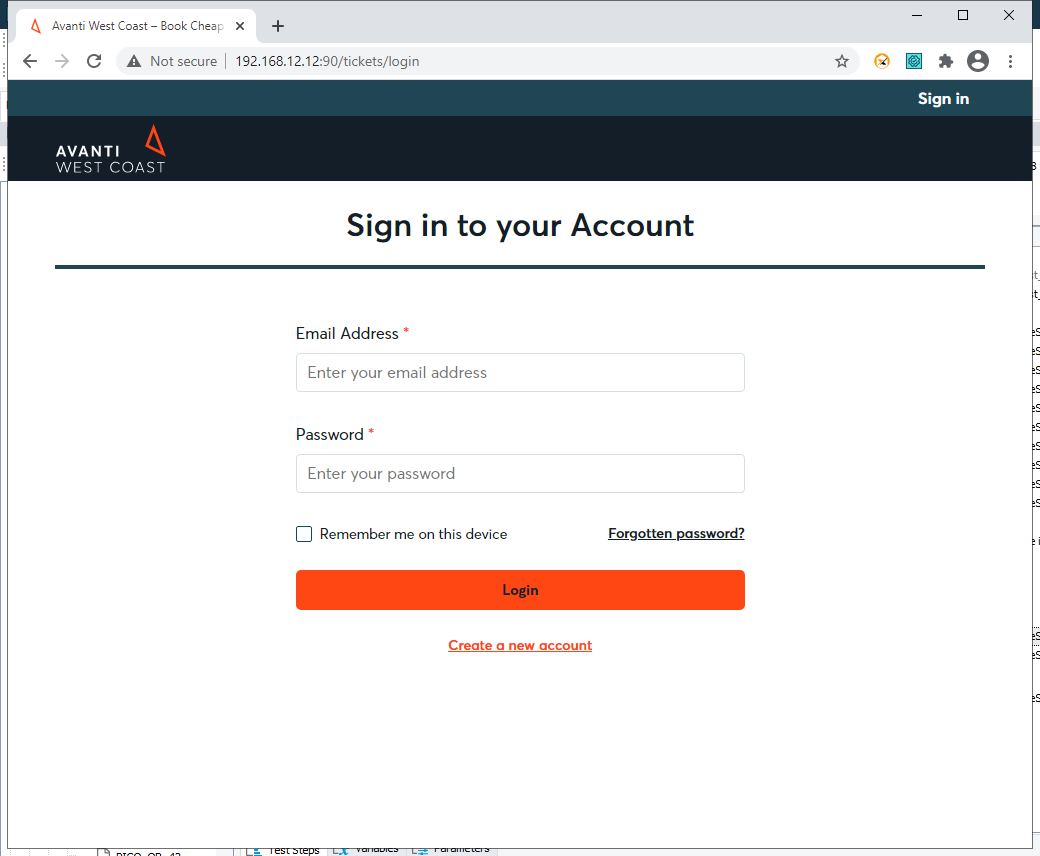 Avanti West Coast – Book Cheap
Not secure
192.168.12.12:90/tickets/login
Sign in
AVANTI
WEST COAST
Sign in to your Account
Email Address *
Enter your email address
Password *
Enter your password
Remember me on this device
Forgotten password?
Login
Create a new account
Test Steps
Variables
Parameters